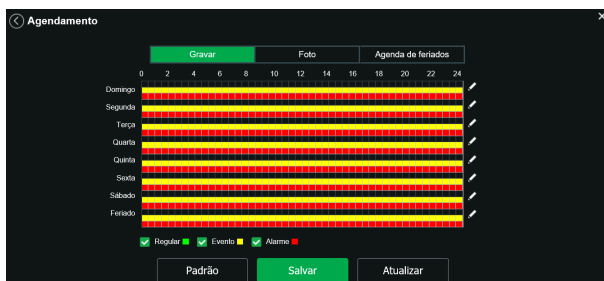 Agendamento
Gravar Foto Agenda de feriados
0 2 4 6 8 10 12 14 16 18 20 22 24
Domingo
Segunda
Terça
Quarta
Quinta
Sexta
Sábado
Feriado
Regular Evento Alarme
Padrão Salvar Atualizar